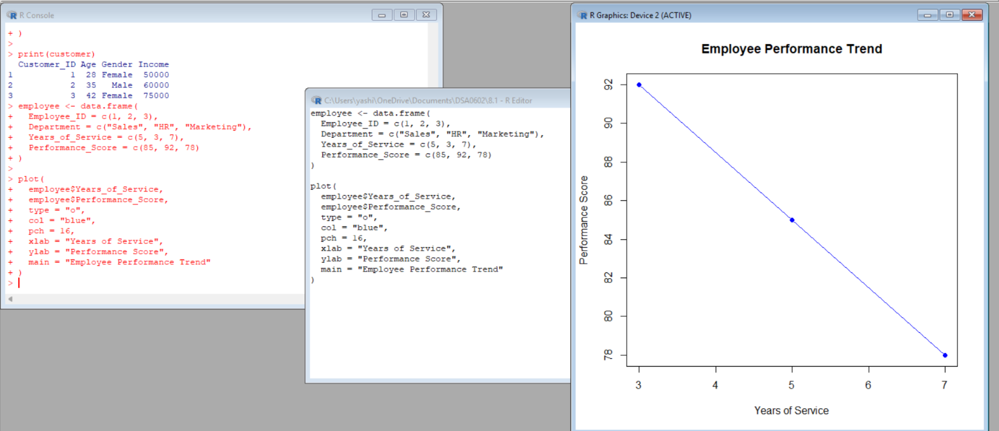 R Console
+ )
>
> print(customer)
  Customer_ID Age Gender Income
1           1  28 Female  50000
2           2  35   Male  60000
3           3  42 Female  75000
> employee <- data.frame(
+   Employee_ID = c(1, 2, 3),
+   Department = c("Sales", "HR", "Marketing"),
+   Years_of_Service = c(5, 3, 7),
+   Performance_Score = c(85, 92, 78)
+ )
>
> plot(
+   employee$Years_of_Service,
+   employee$Performance_Score,
+   type = "o",
+   col = "blue",
+   pch = 16,
+   xlab = "Years of Service",
+   ylab = "Performance Score",
+   main = "Employee Performance Trend"
+ )
>
C:\Users\yashi\OneDrive\Documents\DSA0602\8.1 - R Editor
employee <- data.frame(
  Employee_ID = c(1, 2, 3),
  Department = c("Sales", "HR", "Marketing"),
  Years_of_Service = c(5, 3, 7),
  Performance_Score = c(85, 92, 78)
)
plot(
  employee$Years_of_Service,
  employee$Performance_Score,
  type = "o",
  col = "blue",
  pch = 16,
  xlab = "Years of Service",
  ylab = "Performance Score",
  main = "Employee Performance Trend"
)
R Graphics: Device 2 (ACTIVE)
Employee Performance Trend
Performance Score
92
90
88
86
84
82
80
78
3 4 5 6 7
Years of Service